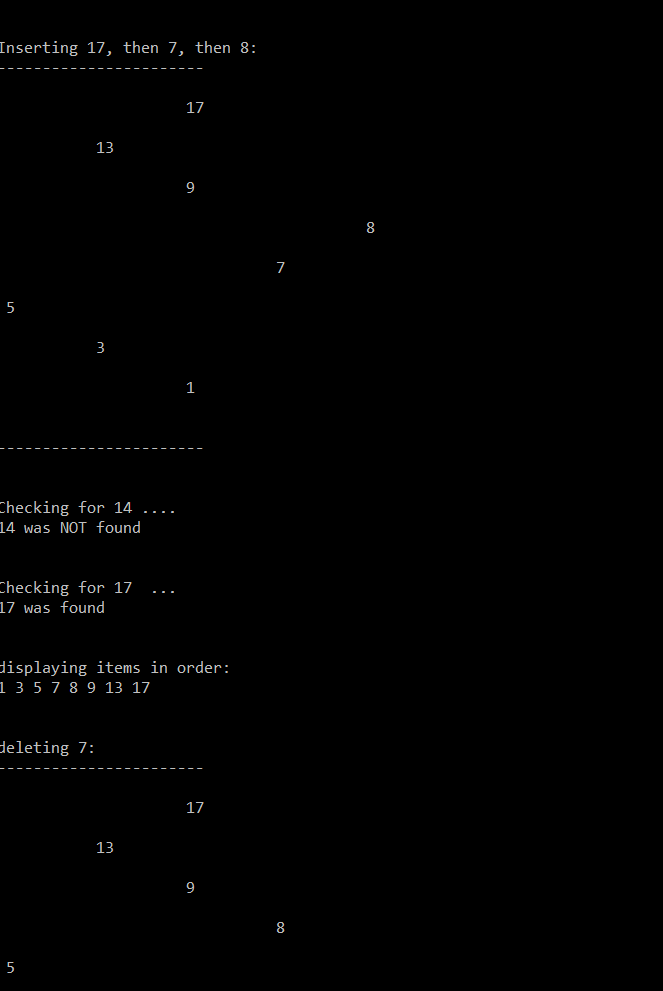 Inserting 17, then 7, then 8:
-----------------------
17
13
9
8
7
5
3
1
-----------------------
Checking for 14 ....
14 was NOT found
Checking for 17  ...
17 was found
displaying items in order:
1 3 5 7 8 9 13 17
deleting 7:
-----------------------
17
13
9
8
5